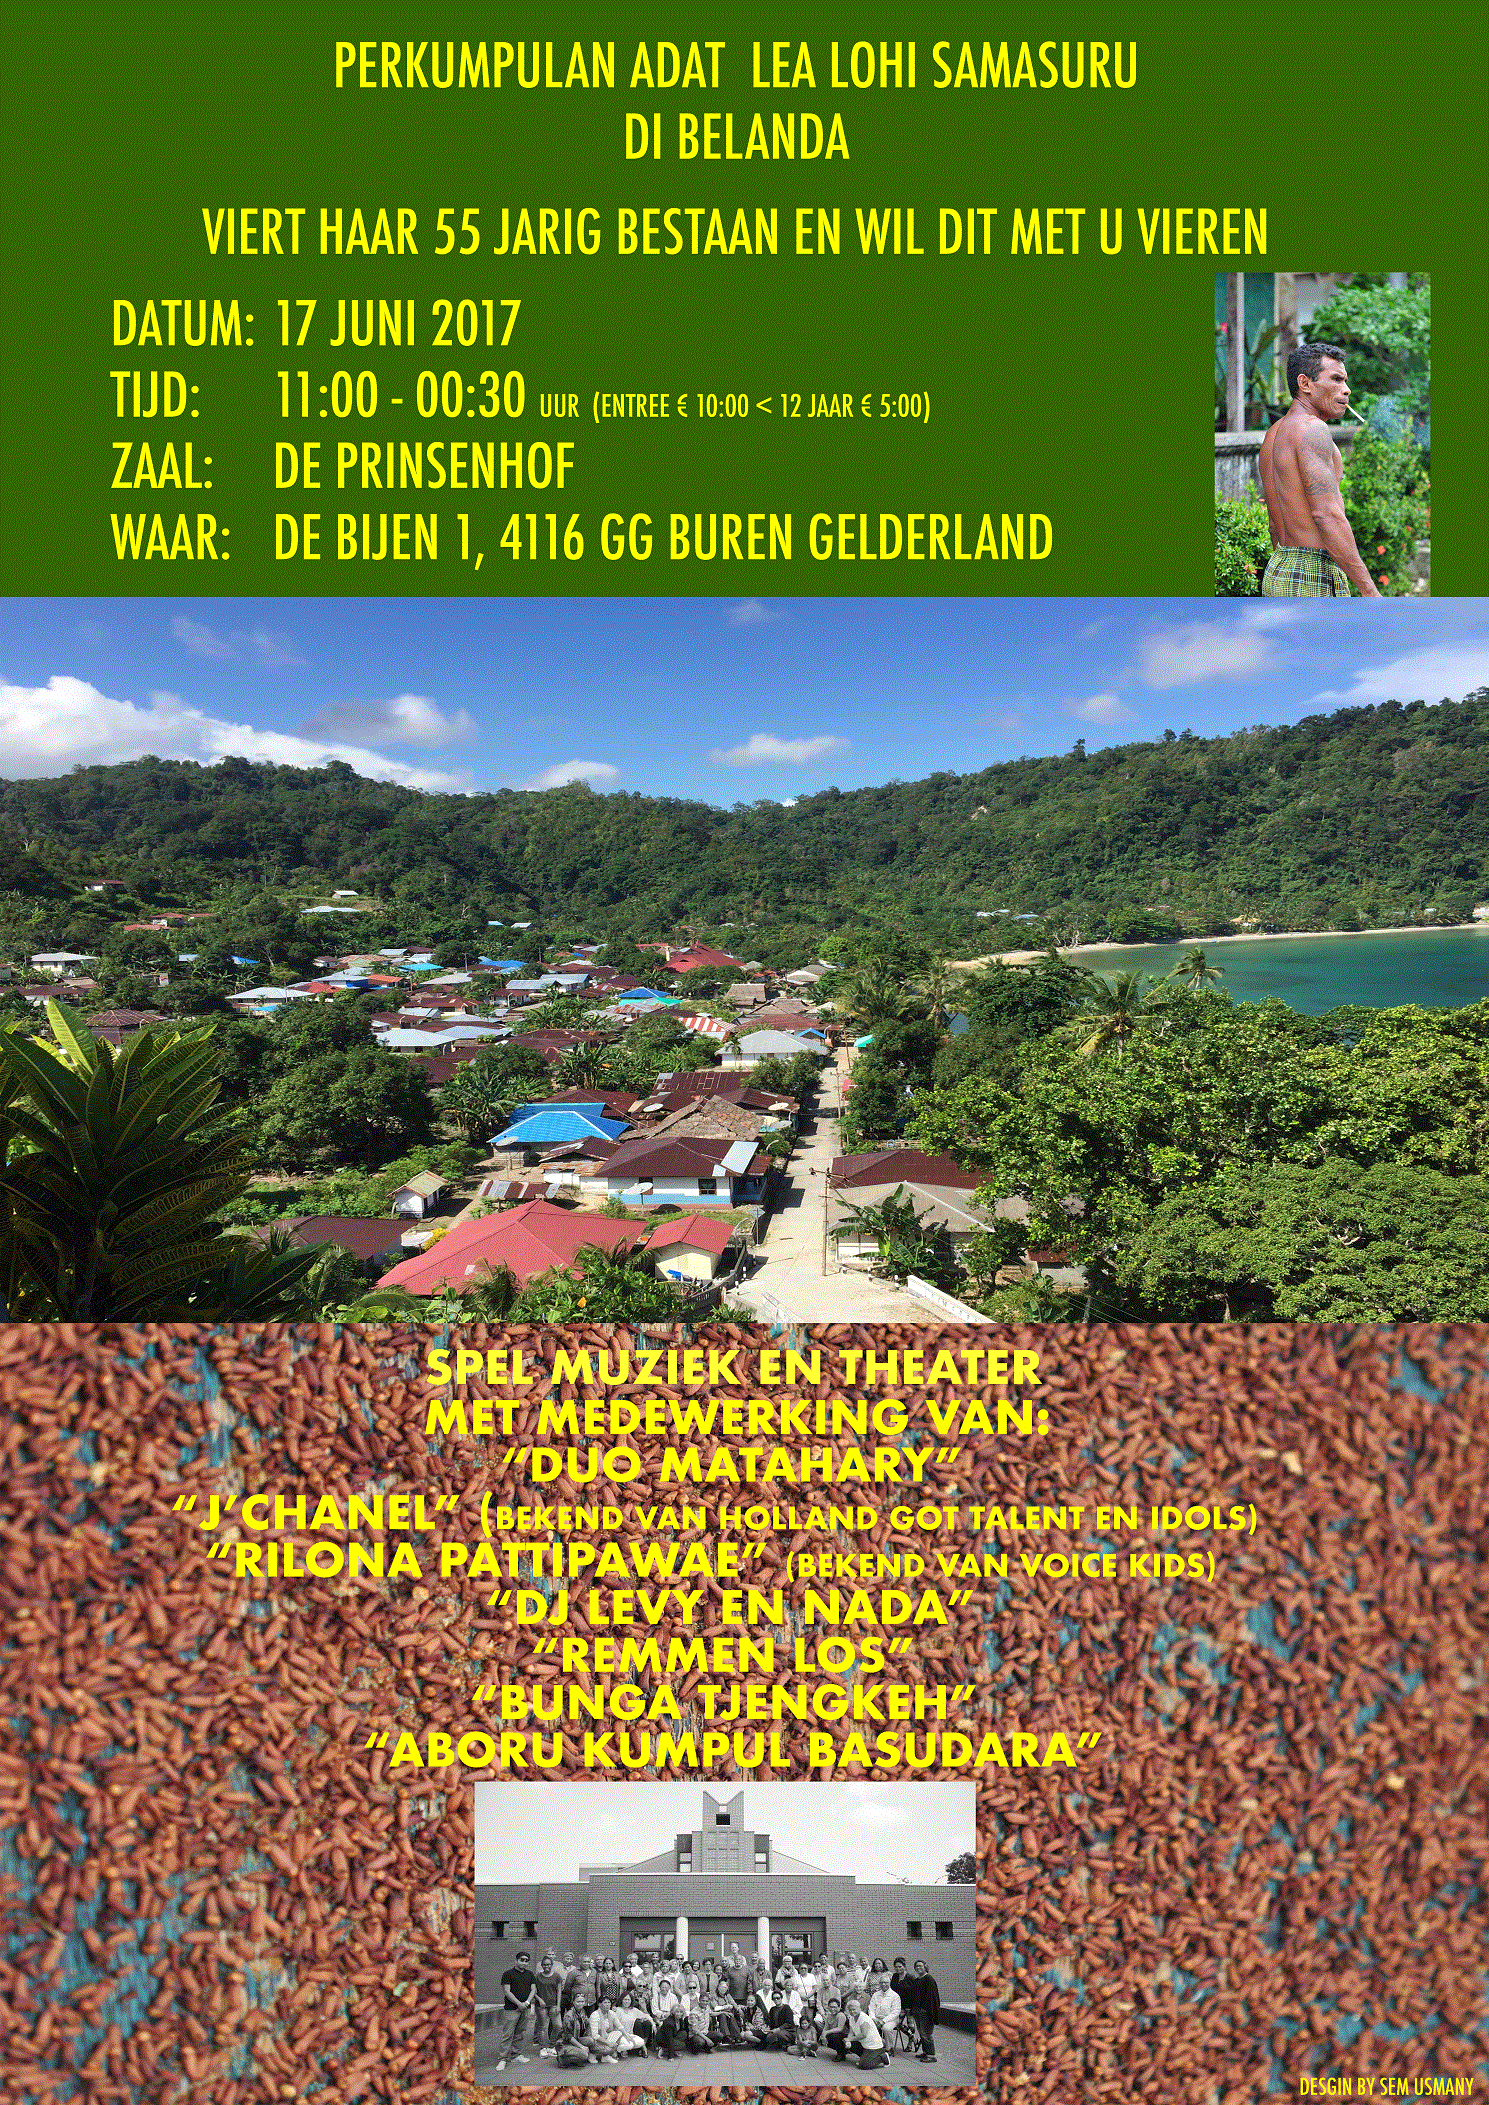 PERKUMPULAN ADAT LEA LOHI SAMASURU
DI BELANDA
VIERT HAAR 55 JARIG BESTAAN EN WIL DIT MET U VIEREN
DATUM: 17 JUNI 2017
TIJD: 11:00 - 00:30 UUR (ENTREE € 10:00 < 12 JAAR € 5:00)
ZAAL: DE PRINSENHOF
WAAR: DE BIJEN 1, 4116 GG BUREN GELDERLAND
SPEL MUZIEK EN THEATER
MET MEDEWERKING VAN:
“DUO MATAHARY”
“J’CHANEL” (BEKEND VAN HOLLAND GOT TALENT EN IDOLS)
“RILONA PATTIPAWAE” (BEKEND VAN VOICE KIDS)
“DJ LEVY EN NADA”
“REMMEN LOS”
“BUNGA TJENGKEH”
“ABORU KUMPUL BASUDARA”
DESGIN BY SEM USMANY